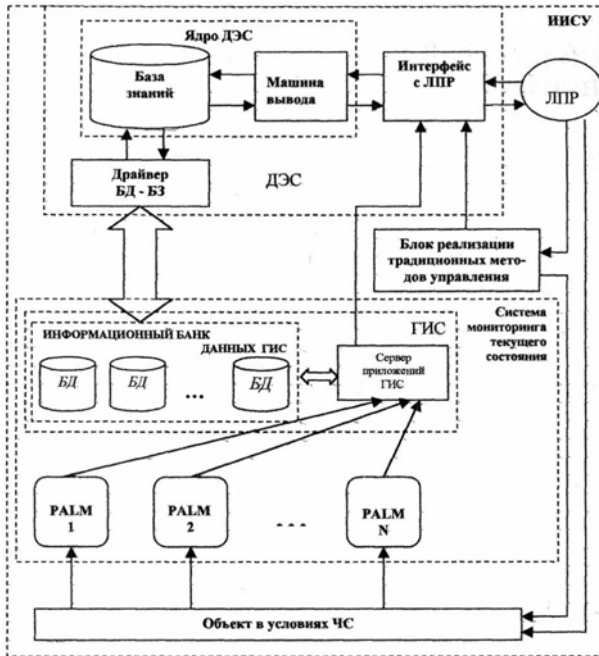 ИИСУ
Ядро ДЭС
База
знаний
Машина
вывода
Интерфейс
с ЛПР
ЛПР
Драйвер
БД - БЗ
ДЭС
Блок реализации
традиционных мето-
дов управления
Система
мониторинга
текущего
состояния
ГИС
ИНФОРМАЦИОННЫЙ БАНК
ДАННЫХ ГИС
БД
БД
...
БД
Сервер
приложений
ГИС
PALM
1
PALM
2
- - -
PALM
N
Объект в условиях ЧС